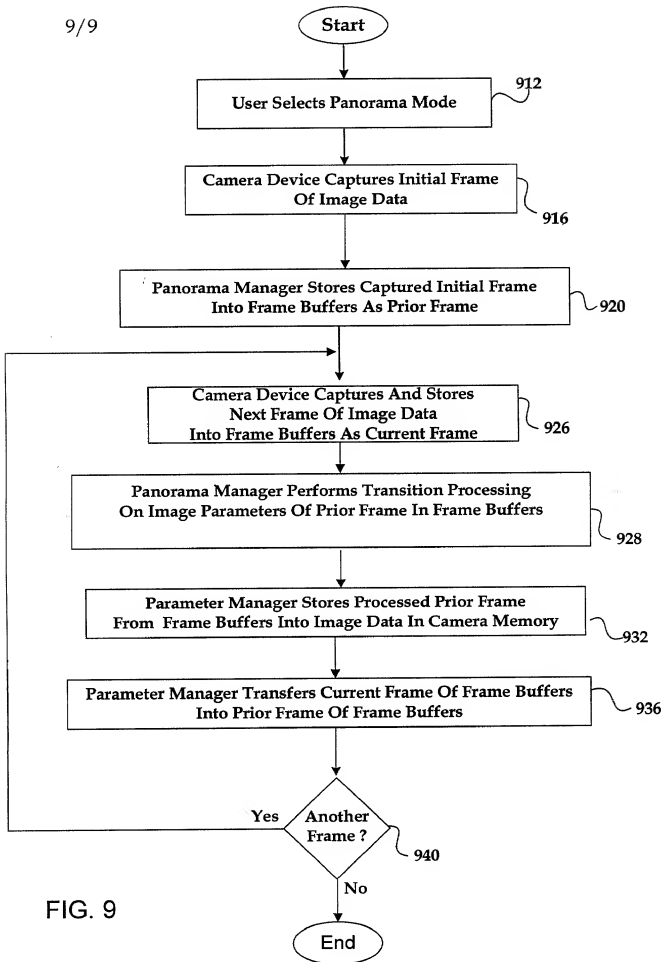 9/9
Start
User Selects Panorama Mode
912
Camera Device Captures Initial Frame
Of Image Data
916
Panorama Manager Stores Captured Initial Frame
Into Frame Buffers As Prior Frame
920
Camera Device Captures And Stores
Next Frame Of Image Data
Into Frame Buffers As Current Frame
926
Panorama Manager Performs Transition Processing
On Image Parameters Of Prior Frame In Frame Buffers
928
Parameter Manager Stores Processed Prior Frame
From Frame Buffers Into Image Data In Camera Memory
932
Parameter Manager Transfers Current Frame Of Frame Buffers
Into Prior Frame Of Frame Buffers
936
Yes
Another
Frame ?
940
No
FIG. 9
End